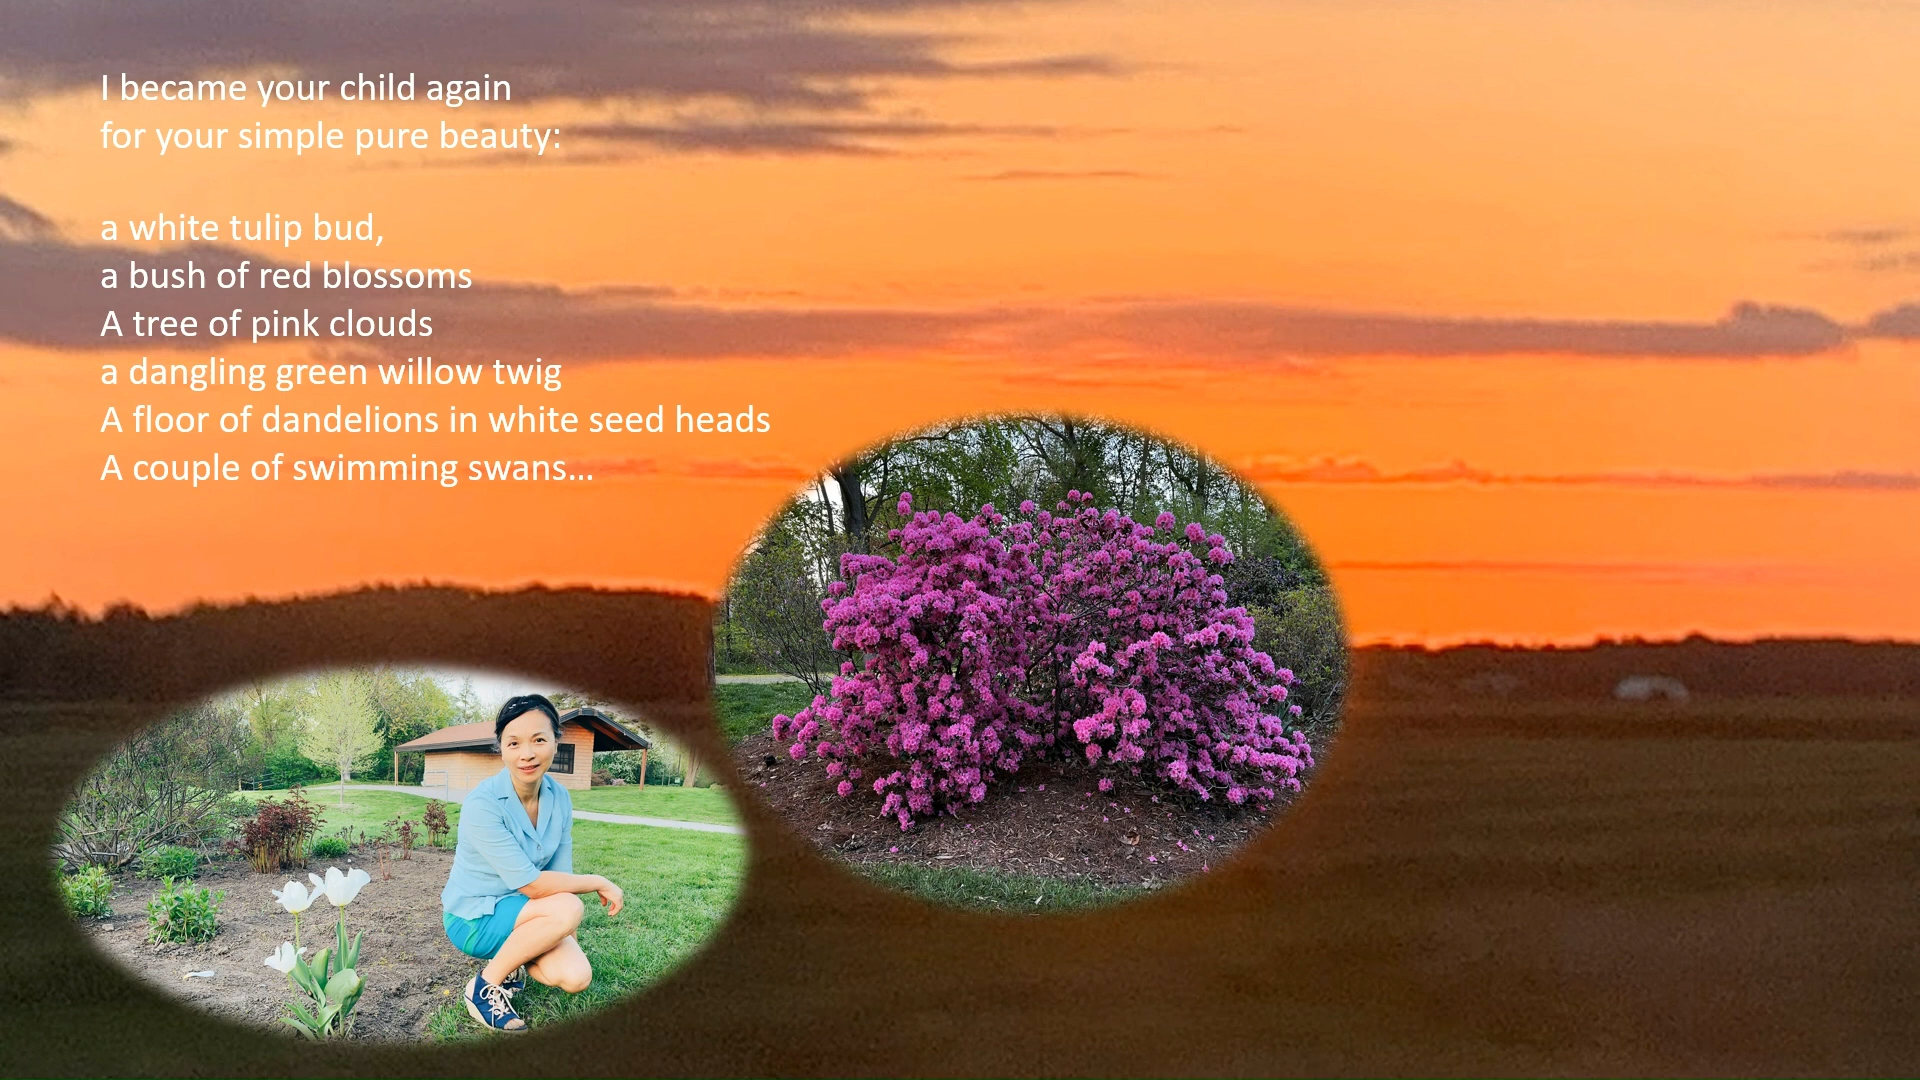 I became your child again
for your simple pure beauty:
a white tulip bud,
a bush of red blossoms
A tree of pink clouds
a dangling green willow twig
A floor of dandelions in white seed heads
A couple of swimming swans...